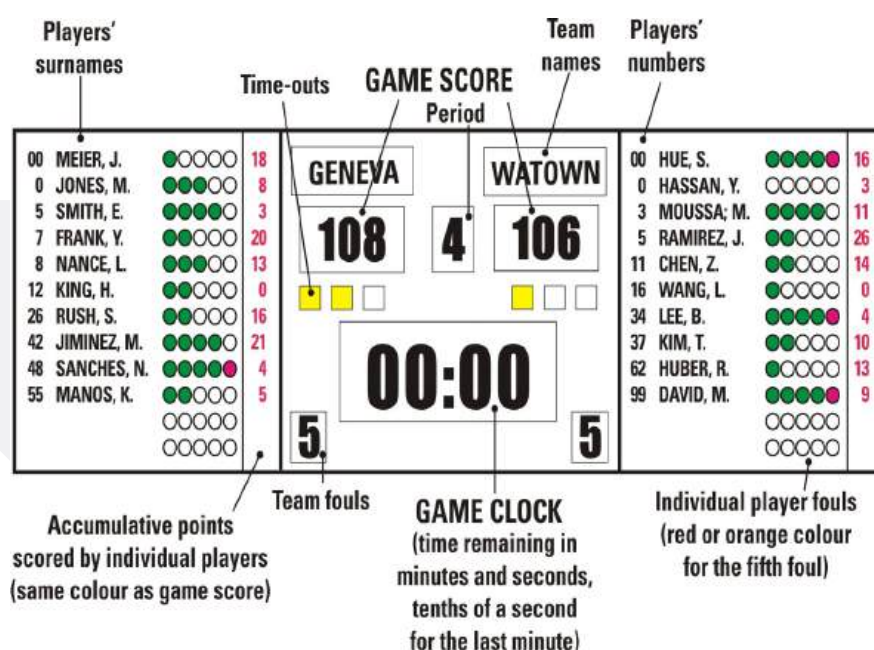 Players'
surnames
Time-outs
GAME SCORE
Period
Team
names
Players'
numbers
00 MEIER, J. 18
0 JONES, M. 8
5 SMITH, E. 3
7 FRANK, Y. 20
8 NANCE, L. 13
12 KING, H. 0
26 RUSH, S. 16
42 JIMINEZ, M. 21
48 SANCHES, N. 4
55 MANOS, K. 5
GENEVA WATOWN
108 4 106
00:00
5 5
00 HUE, S. 16
0 HASSAN, Y. 3
3 MOUSSA; M. 11
5 RAMIREZ, J. 26
11 CHEN, Z. 14
16 WANG, L. 0
34 LEE, B. 4
37 KIM, T. 10
62 HUBER, R. 13
99 DAVID, M. 9
Accumulative points
scored by individual players
(same colour as game score)
Team fouls
GAME CLOCK
(time remaining in
minutes and seconds,
tenths of a second
for the last minute)
Individual player fouls
(red or orange colour
for the fifth foul)